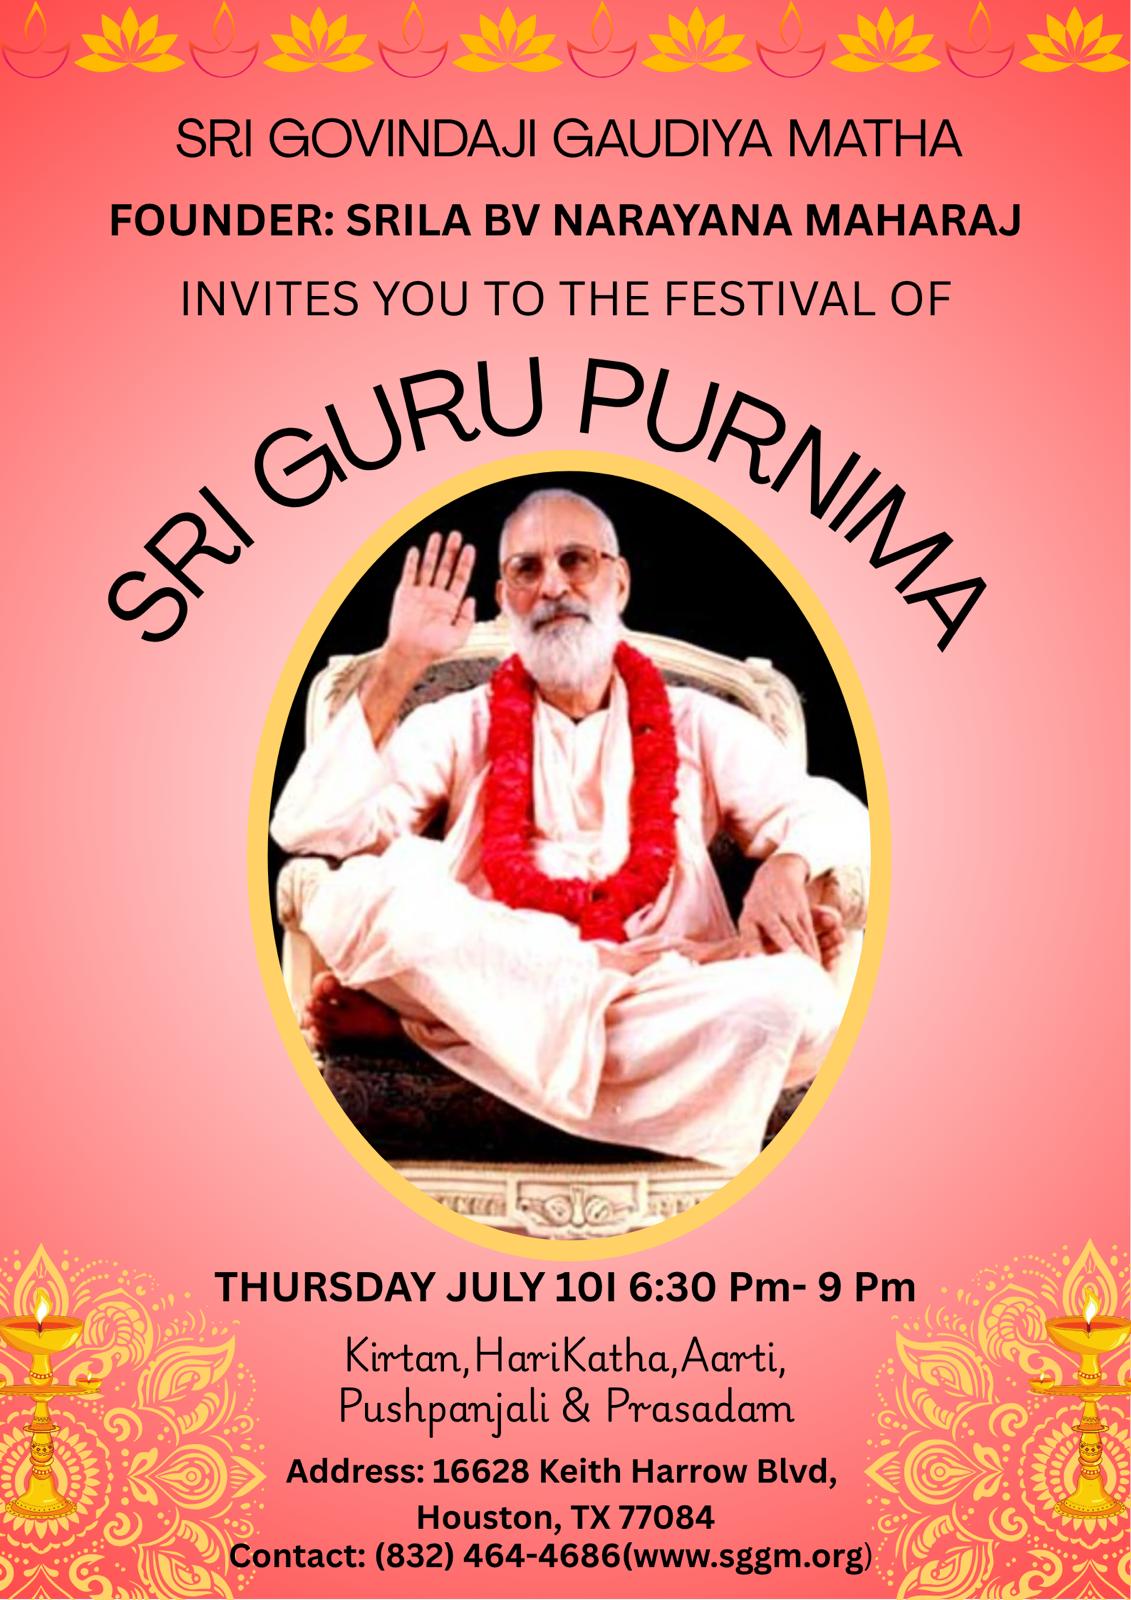 SRI GOVINDAJI GAUDIYA MATHA
FOUNDER: SRILA BV NARAYANA MAHARAJ
INVITES YOU TO THE FESTIVAL OF
SRI GURU PURNIMA
THURSDAY JULY 10I 6:30 Pm- 9 Pm
Kirtan,HariKatha,Aarti,
Pushpanjali & Prasadam
Address: 16628 Keith Harrow Blvd,
Houston, TX 77084
Contact: (832) 464-4686(www.sggm.org)